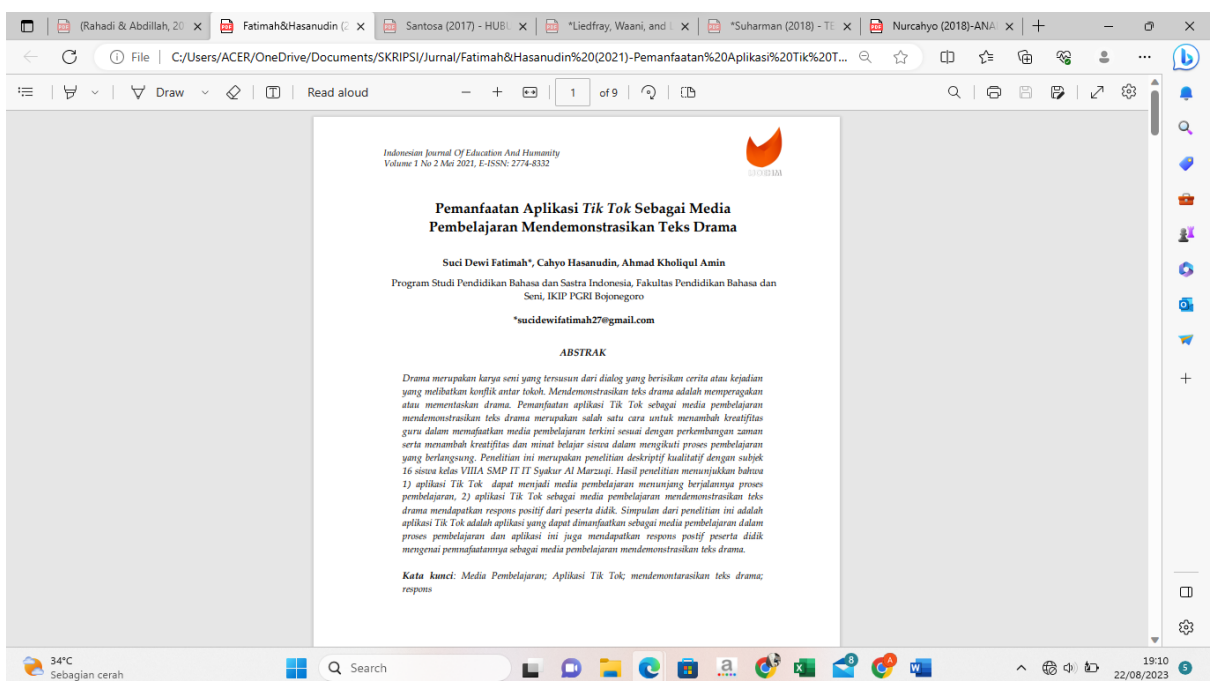 (Rahadi & Abdillah, 20
Fatimah&Hasanudin (2
Santosa (2017) - HUBU
*Liedfray, Waani, and L
*Suharman (2018) - TE
Nurcahyo (2018)-ANAL
File
C:/Users/ACER/OneDrive/Documents/SKRIPSI/Jurnal/Fatimah&Hasanudin%20(2021)-Pemanfaatan%20Aplikasi%20Tik%20T...
Draw
Read aloud
1 of 9
Indonesian Journal Of Education And Humanity
Volume 1 No 2 Mei 2021, E-ISSN: 2774-8332
Pemanfaatan Aplikasi Tik Tok Sebagai Media
Pembelajaran Mendemonstrasikan Teks Drama
Suci Dewi Fatimah*, Cahyo Hasanudin, Ahmad Kholiqul Amin
Program Studi Pendidikan Bahasa dan Sastra Indonesia, Fakultas Pendidikan Bahasa dan
Seni, IKIP PGRI Bojonegoro
*sucidewifatimah27@gmail.com
ABSTRAK
Drama merupakan karya seni yang tersusun dari dialog yang berisikan cerita atau kejadian
yang melibatkan konflik antar tokoh. Mendemonstrasikan teks drama adalah memperagakan
atau mementaskan drama. Pemanfaatan aplikasi Tik Tok sebagai media pembelajaran
mendemonstrasikan teks drama merupakan salah satu cara untuk menambah kreatifitas
guru dalam memafaatkan media pembelajaran terkini sesuai dengan perkembangan zaman
serta menambah kreatifitas dan minat belajar siswa dalam mengikuti proses pembelajaran
yang berlangsung. Penelitian ini merupakan penelitian deskriptif kualitatif dengan subjek
16 siswa kelas VIIIA SMP IT IT Syakur Al Marzuqi. Hasil penelitian menunjukkan bahwa
1) aplikasi Tik Tok dapat menjadi media pembelajaran menunjang berjalannya proses
pembelajaran, 2) aplikasi Tik Tok sebagai media pembelajaran mendemonstrasikan teks
drama mendapatkan respons positif dari peserta didik. Simpulan dari penelitian ini adalah
aplikasi Tik Tok adalah aplikasi yang dapat dimanfaatkan sebagai media pembelajaran dalam
proses pembelajaran dan aplikasi ini juga mendapatkan respons postif peserta didik
mengenai pemnafaatannya sebagai media pembelajaran mendemonstrasikan teks drama.
Kata kunci: Media Pembelajaran; Aplikasi Tik Tok; mendemontarasikan teks drama;
respons
34°C
Sebagian cerah
Search
19:10
22/08/2023